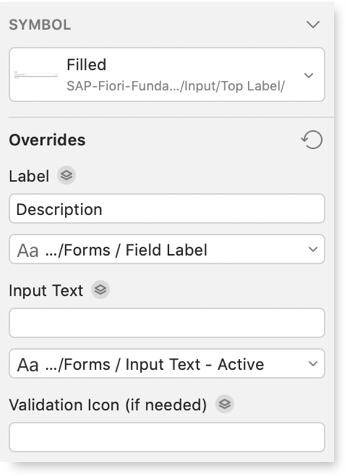 SYMBOL
Filled
SAP-Fiori-Funda.../Input/Top Label/
Overrides
Label
Description
Aa .../Forms / Field Label
Input Text
Aa .../Forms / Input Text - Active
Validation Icon (if needed)